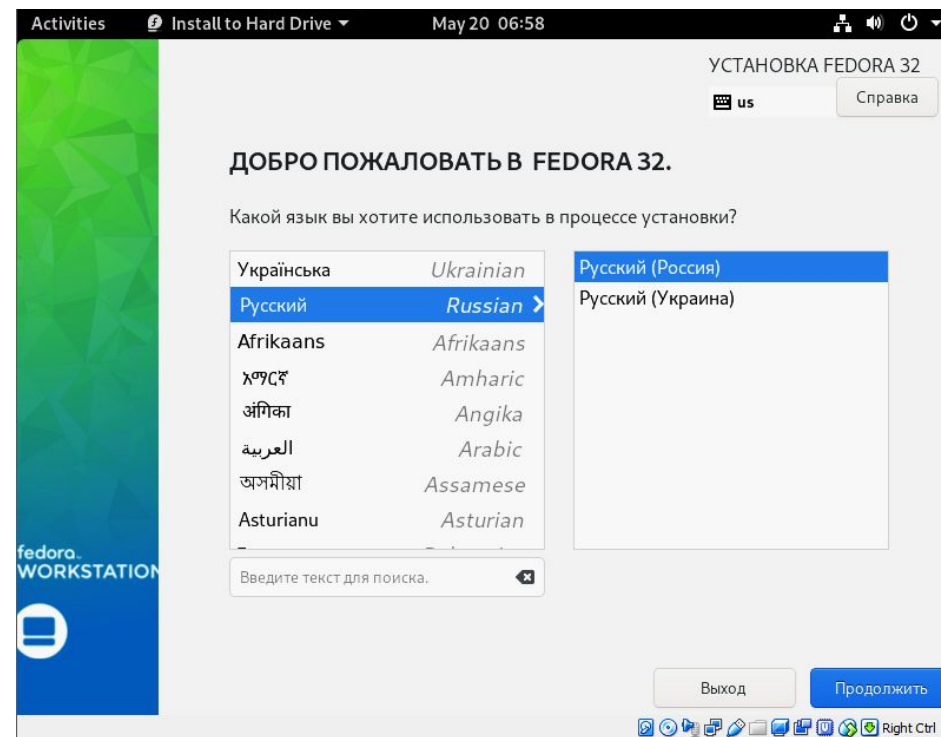 Activities Install to Hard Drive May 20 06:58
УСТАНОВКА FEDORA 32
us Справка
ДОБРО ПОЖАЛОВАТЬ В FEDORA 32.
Какой язык вы хотите использовать в процессе установки?
Українська Ukrainian
Русский Russian
Afrikaans Afrikaans
አማርኛ Amharic
अंगिका Angika
العربية Arabic
অসমীয়া Assamese
Asturianu Asturian
Русский (Россия)
Русский (Украина)
Введите текст для поиска.
fedora.
WORKSTATION
Выход Продолжить
Right Ctrl